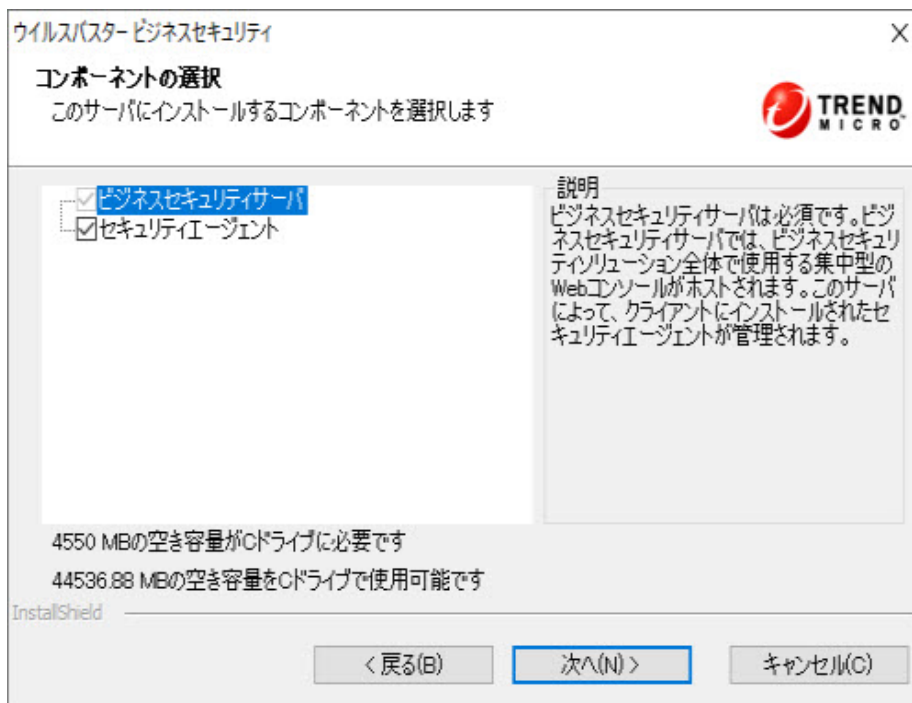 ウイルスバスター ビジネスセキュリティ
コンポーネントの選択
このサーバにインストールするコンポーネントを選択します
TREND
MICRO
ビジネスセキュリティサーバ
セキュリティエージェント
説明
ビジネスセキュリティサーバは必須です。ビジ
ネスセキュリティサーバでは、ビジネスセキュリ
ティソリューション全体で使用する集中型の
Webコンソールがホストされます。このサーバ
によって、クライアントにインストールされたセ
キュリティエージェントが管理されます。
4550 MBの空き容量がCドライブに必要です
44536.88 MBの空き容量をCドライブで使用可能です
InstallShield
< 戻る(B)
次へ(N) >
キャンセル(C)